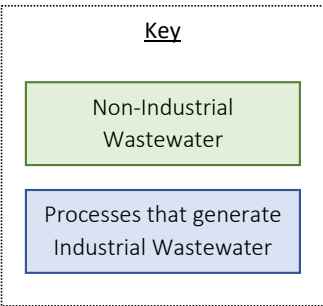 Key
Non-Industrial
Wastewater
Processes that generate
Industrial Wastewater